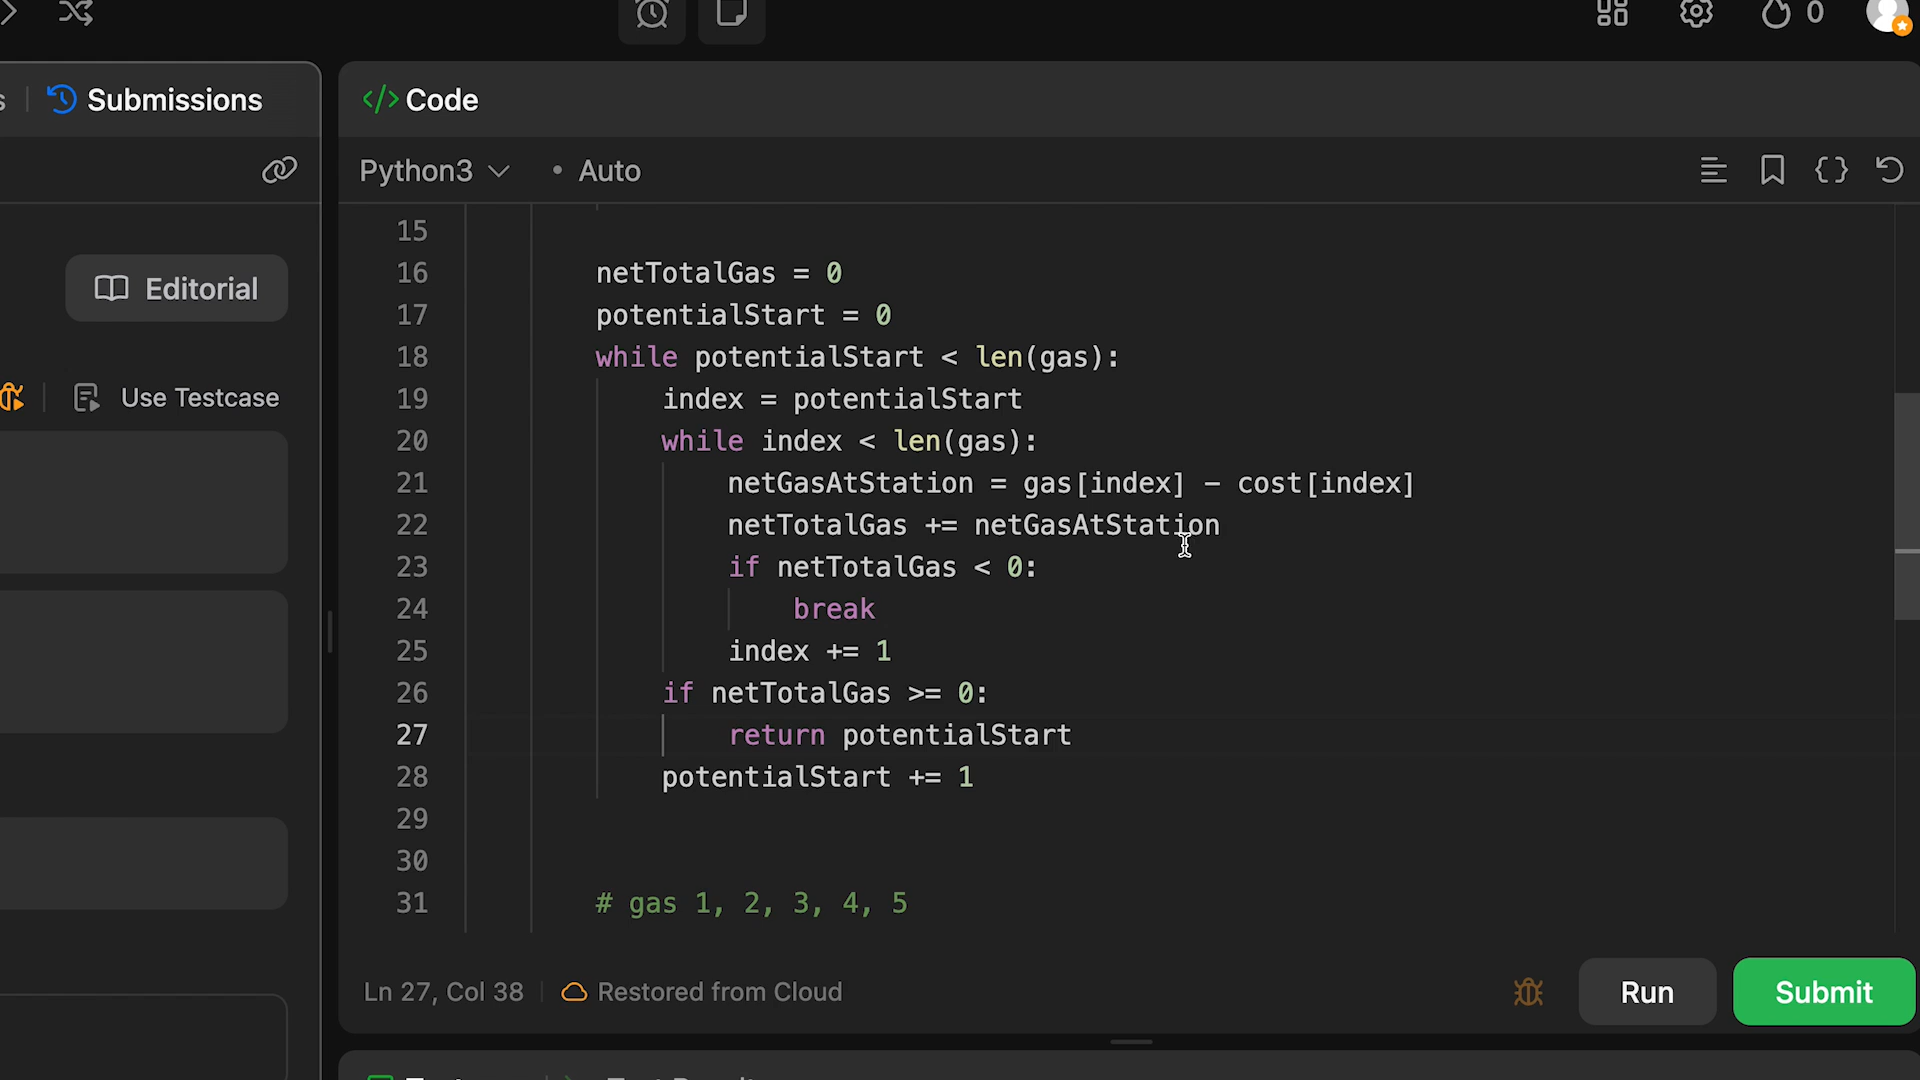 0
s Submissions
</> Code
Python3 • Auto
Editorial
Use Testcase
15
16 netTotalGas = 0
17 potentialStart = 0
18 while potentialStart < len(gas):
19 index = potentialStart
20 while index < len(gas):
21 netGasAtStation = gas[index] - cost[index]
22 netTotalGas += netGasAtStation
23 if netTotalGas < 0:
24 break
25 index += 1
26 if netTotalGas >= 0:
27 return potentialStart
28 potentialStart += 1
29
30
31 # gas 1, 2, 3, 4, 5
Ln 27, Col 38 Restored from Cloud
Run
Submit